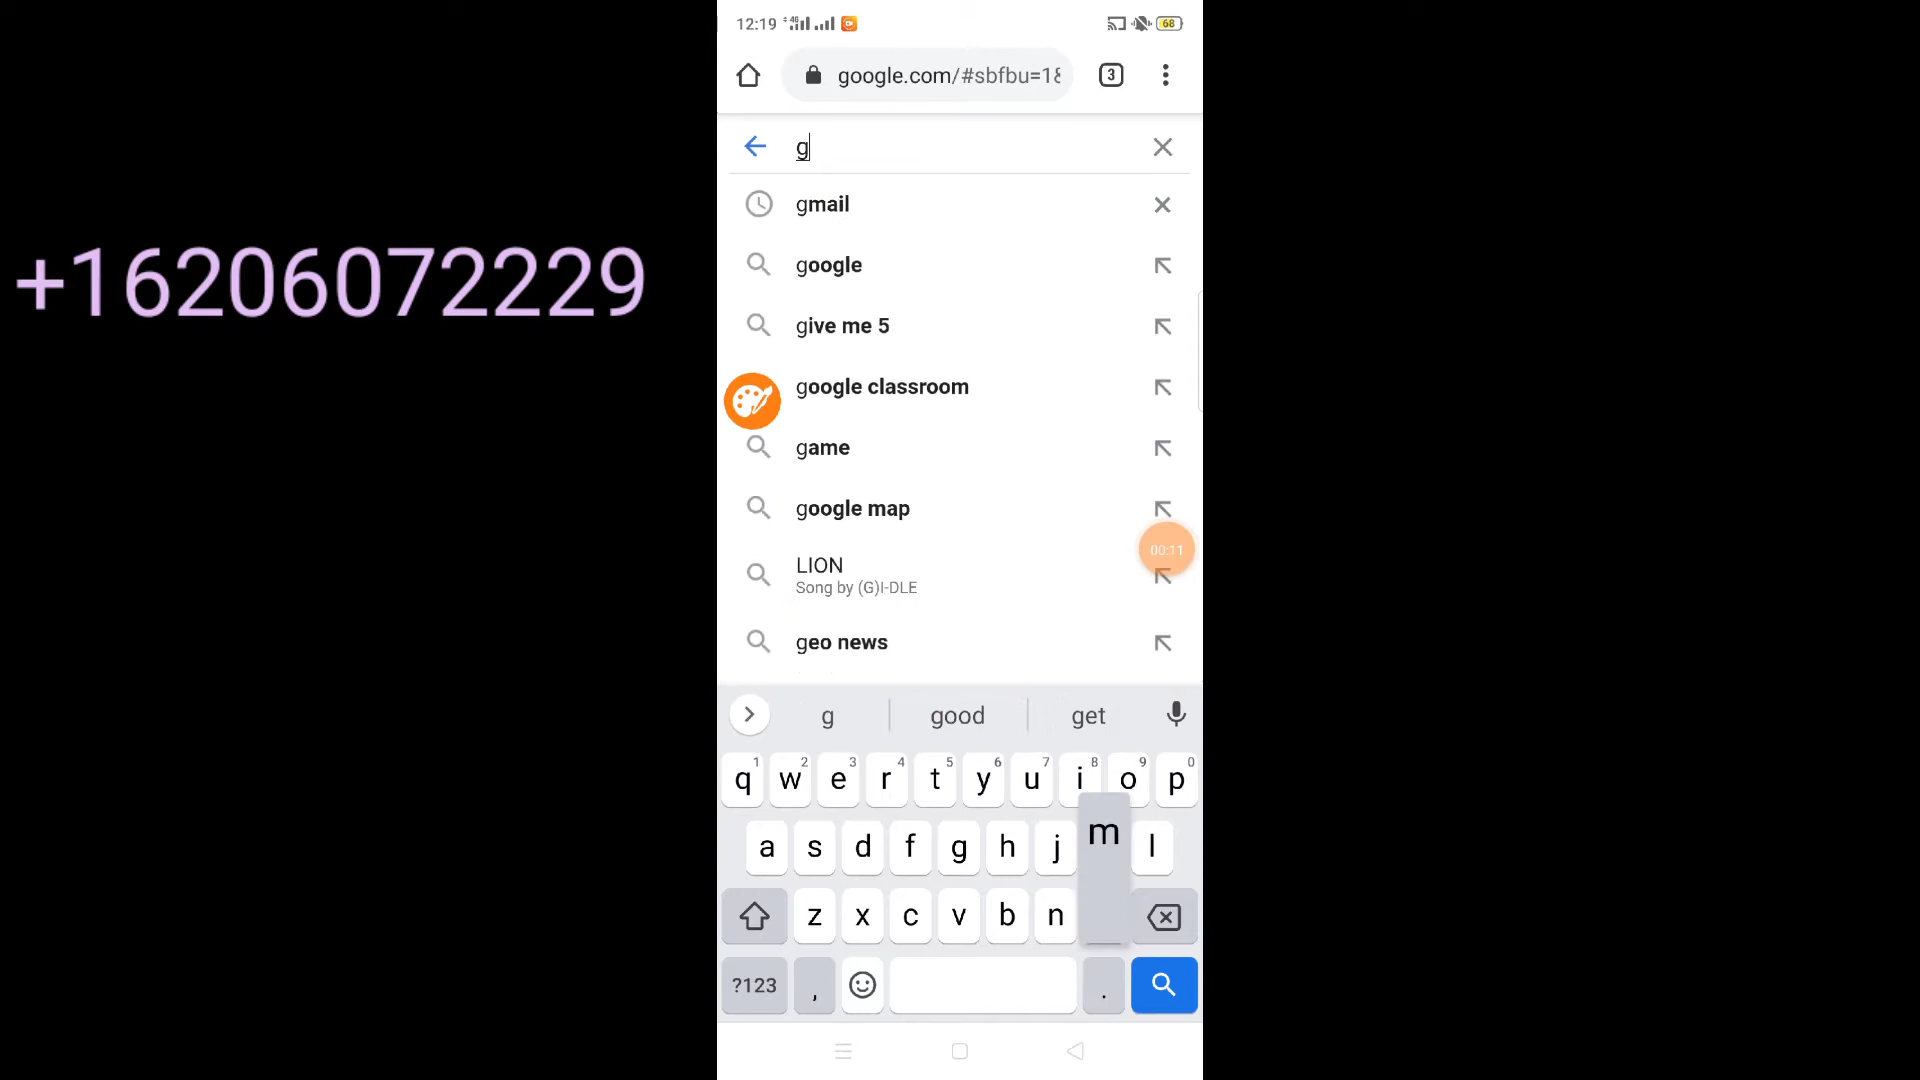 12:19 4G 68
google.com/#sbfbu=1& 3
g
+16206072229
gmail
google
give me 5
google classroom
game
google map
00:11
LION
Song by (G)I-DLE
geo news
g good get
1 2 3 4 5 6 7 8 9 0
q w e r t y u i o p
a s d f g h j m l
z x c v b n
?123 , .